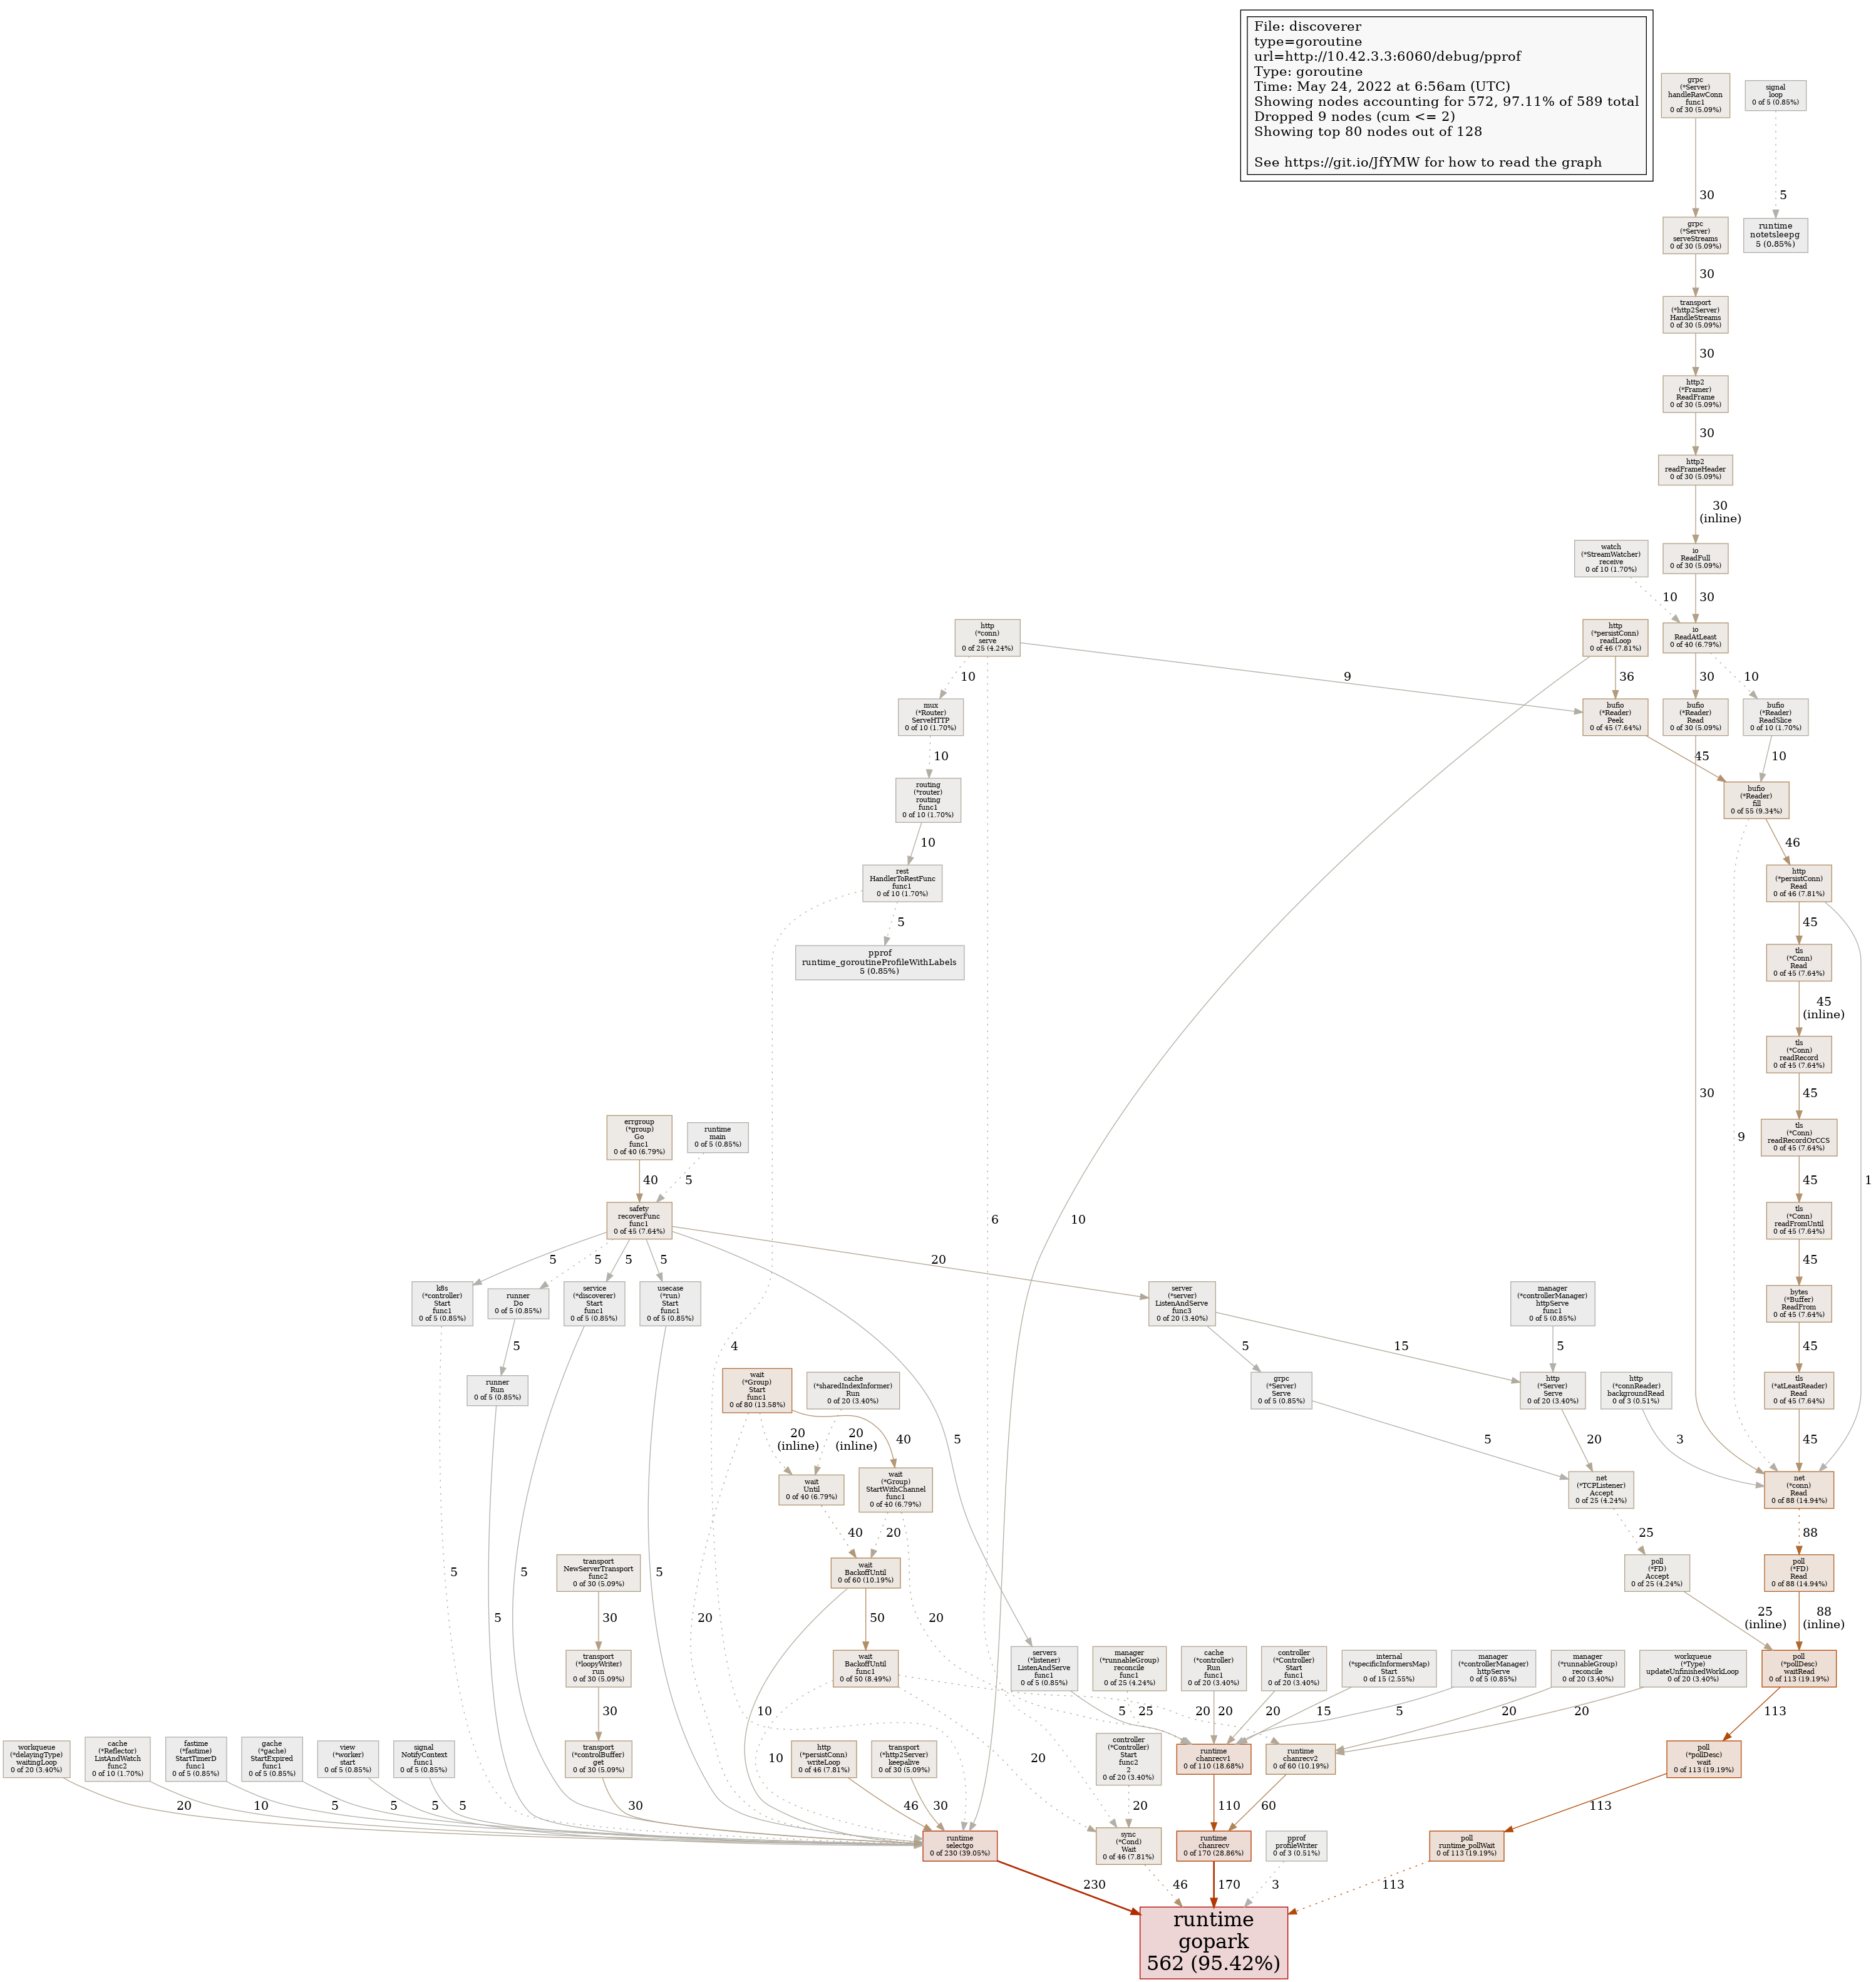 File: discoverer
type=goroutine
url=http://10.42.3.3:6060/debug/pprof
Type: goroutine
Time: May 24, 2022 at 6:56am (UTC)
Showing nodes accounting for 572, 97.11% of 589 total
Dropped 9 nodes (cum <= 2)
Showing top 80 nodes out of 128
See https://git.io/JfYMW for how to read the graph
grpc
(*Server)
handleRawConn
func1
0 of 30 (5.09%)
signal
loop
0 of 5 (0.85%)
30
5
grpc
(*Server)
serveStreams
0 of 30 (5.09%)
runtime
notetsleepg
5 (0.85%)
30
transport
(*http2Server)
HandleStreams
0 of 30 (5.09%)
30
http2
(*Framer)
ReadFrame
0 of 30 (5.09%)
30
http2
readFrameHeader
0 of 30 (5.09%)
30
(inline)
watch
(*StreamWatcher)
receive
0 of 10 (1.70%)
io
ReadFull
0 of 30 (5.09%)
10
30
http
(*conn)
serve
0 of 25 (4.24%)
http
(*persistConn)
readLoop
0 of 46 (7.81%)
io
ReadAtLeast
0 of 40 (6.79%)
10
9
36
30
10
mux
(*Router)
ServeHTTP
0 of 10 (1.70%)
bufio
(*Reader)
Peek
0 of 45 (7.64%)
bufio
(*Reader)
Read
0 of 30 (5.09%)
bufio
(*Reader)
ReadSlice
0 of 10 (1.70%)
10
45
10
routing
(*router)
routing
func1
0 of 10 (1.70%)
bufio
(*Reader)
fill
0 of 55 (9.34%)
10
46
rest
HandlerToRestFunc
func1
0 of 10 (1.70%)
http
(*persistConn)
Read
0 of 46 (7.81%)
5
45
pprof
runtime_goroutineProfileWithLabels
5 (0.85%)
tls
(*Conn)
Read
0 of 45 (7.64%)
45
(inline)
tls
(*Conn)
readRecord
0 of 45 (7.64%)
30
45
errgroup
(*group)
Go
func1
0 of 40 (6.79%)
runtime
main
0 of 5 (0.85%)
9
tls
(*Conn)
readRecordOrCCS
0 of 45 (7.64%)
40
5
45
1
safety
recoverFunc
func1
0 of 45 (7.64%)
6
10
tls
(*Conn)
readFromUntil
0 of 45 (7.64%)
5
5
5
5
20
45
k8s
(*controller)
Start
func1
0 of 5 (0.85%)
runner
Do
0 of 5 (0.85%)
service
(*discoverer)
Start
func1
0 of 5 (0.85%)
usecase
(*run)
Start
func1
0 of 5 (0.85%)
server
(*server)
ListenAndServe
func3
0 of 20 (3.40%)
manager
(*controllerManager)
httpServe
func1
0 of 5 (0.85%)
bytes
(*Buffer)
ReadFrom
0 of 45 (7.64%)
5
4
5
15
5
45
runner
Run
0 of 5 (0.85%)
wait
(*Group)
Start
func1
0 of 80 (13.58%)
cache
(*sharedIndexInformer)
Run
0 of 20 (3.40%)
grpc
(*Server)
Serve
0 of 5 (0.85%)
http
(*Server)
Serve
0 of 20 (3.40%)
http
(*connReader)
backgroundRead
0 of 3 (0.51%)
tls
(*atLeastReader)
Read
0 of 45 (7.64%)
20
(inline)
20
(inline)
40
5
5
20
3
45
wait
Until
0 of 40 (6.79%)
wait
(*Group)
StartWithChannel
func1
0 of 40 (6.79%)
net
(*TCPListener)
Accept
0 of 25 (4.24%)
net
(*conn)
Read
0 of 88 (14.94%)
40
20
25
88
transport
NewServerTransport
func2
0 of 30 (5.09%)
5
5
5
wait
BackoffUntil
0 of 60 (10.19%)
poll
(*FD)
Accept
0 of 25 (4.24%)
poll
(*FD)
Read
0 of 88 (14.94%)
30
5
20
50
20
25
(inline)
88
(inline)
transport
(*loopyWriter)
run
0 of 30 (5.09%)
wait
BackoffUntil
func1
0 of 50 (8.49%)
servers
(*listener)
ListenAndServe
func1
0 of 5 (0.85%)
manager
(*runnableGroup)
reconcile
func1
0 of 25 (4.24%)
cache
(*controller)
Run
func1
0 of 20 (3.40%)
controller
(*Controller)
Start
func1
0 of 20 (3.40%)
internal
(*specificInformersMap)
Start
0 of 15 (2.55%)
manager
(*controllerManager)
httpServe
0 of 5 (0.85%)
manager
(*runnableGroup)
reconcile
0 of 20 (3.40%)
workqueue
(*Type)
updateUnfinishedWorkLoop
0 of 20 (3.40%)
poll
(*pollDesc)
waitRead
0 of 113 (19.19%)
30
10
5
25
20
20
20
15
5
20
20
113
workqueue
(*delayingType)
waitingLoop
0 of 20 (3.40%)
cache
(*Reflector)
ListAndWatch
func2
0 of 10 (1.70%)
fastime
(*fastime)
StartTimerD
func1
0 of 5 (0.85%)
gache
(*gache)
StartExpired
func1
0 of 5 (0.85%)
view
(*worker)
start
0 of 5 (0.85%)
signal
NotifyContext
func1
0 of 5 (0.85%)
transport
(*controlBuffer)
get
0 of 30 (5.09%)
10
http
(*persistConn)
writeLoop
0 of 46 (7.81%)
transport
(*http2Server)
keepalive
0 of 30 (5.09%)
20
controller
(*Controller)
Start
func2
2
0 of 20 (3.40%)
runtime
chanrecv1
0 of 110 (18.68%)
runtime
chanrecv2
0 of 60 (10.19%)
poll
(*pollDesc)
wait
0 of 113 (19.19%)
20
10
5
5
5
5
30
46
30
20
110
60
113
runtime
selectgo
0 of 230 (39.05%)
sync
(*Cond)
Wait
0 of 46 (7.81%)
runtime
chanrecv
0 of 170 (28.86%)
pprof
profileWriter
0 of 3 (0.51%)
poll
runtime_pollWait
0 of 113 (19.19%)
230
46
170
3
113
runtime
gopark
562 (95.42%)